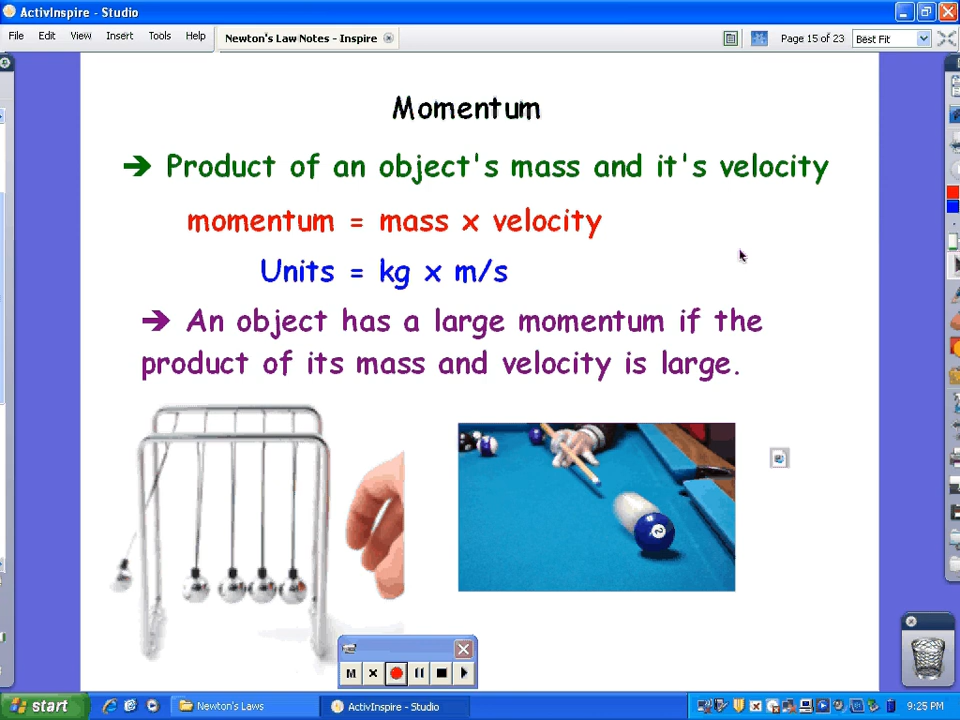 ActivInspire - Studio
File Edit View Insert Tools Help Newton's Law Notes - Inspire Page 15 of 23 Best Fit
Momentum
➔ Product of an object's mass and it's velocity
momentum = mass x velocity
Units = kg x m/s
➔ An object has a large momentum if the
product of its mass and velocity is large.
2
M
start Newton's Laws ActivInspire - Studio 9:25 PM